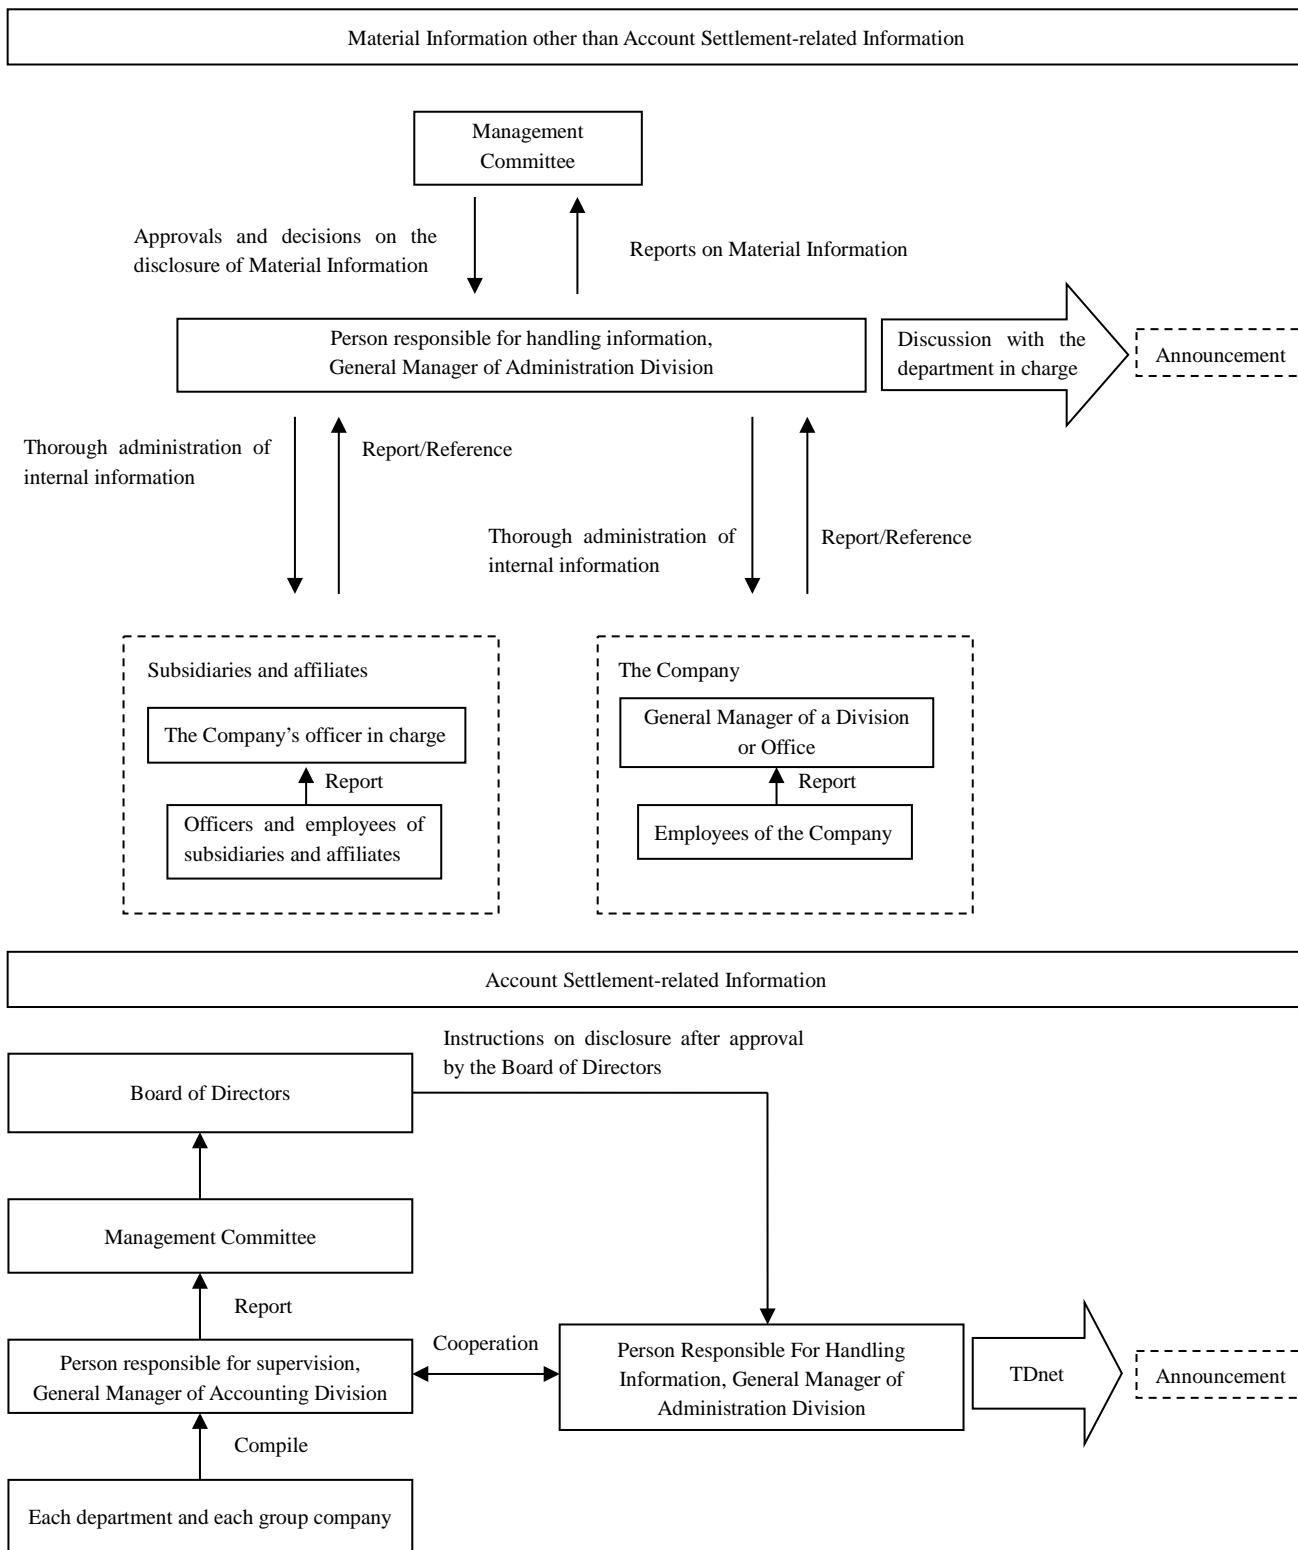 Material Information other than Account Settlement-related Information
Management
Committee
Approvals and decisions on the
disclosure of Material Information
Reports on Material Information
Person responsible for handling information,
General Manager of Administration Division
Discussion with the
department in charge
Announcement
Thorough administration of
internal information
Report/Reference
Thorough administration of
internal information
Report/Reference
Subsidiaries and affiliates
The Company’s officer in charge
Report
Officers and employees of
subsidiaries and affiliates
The Company
General Manager of a Division
or Office
Report
Employees of the Company
Account Settlement-related Information
Instructions on disclosure after approval
by the Board of Directors
Board of Directors
Management Committee
Report
Person responsible for supervision,
General Manager of Accounting Division
Cooperation
Person Responsible For Handling
Information, General Manager of
Administration Division
TDnet
Announcement
Compile
Each department and each group company